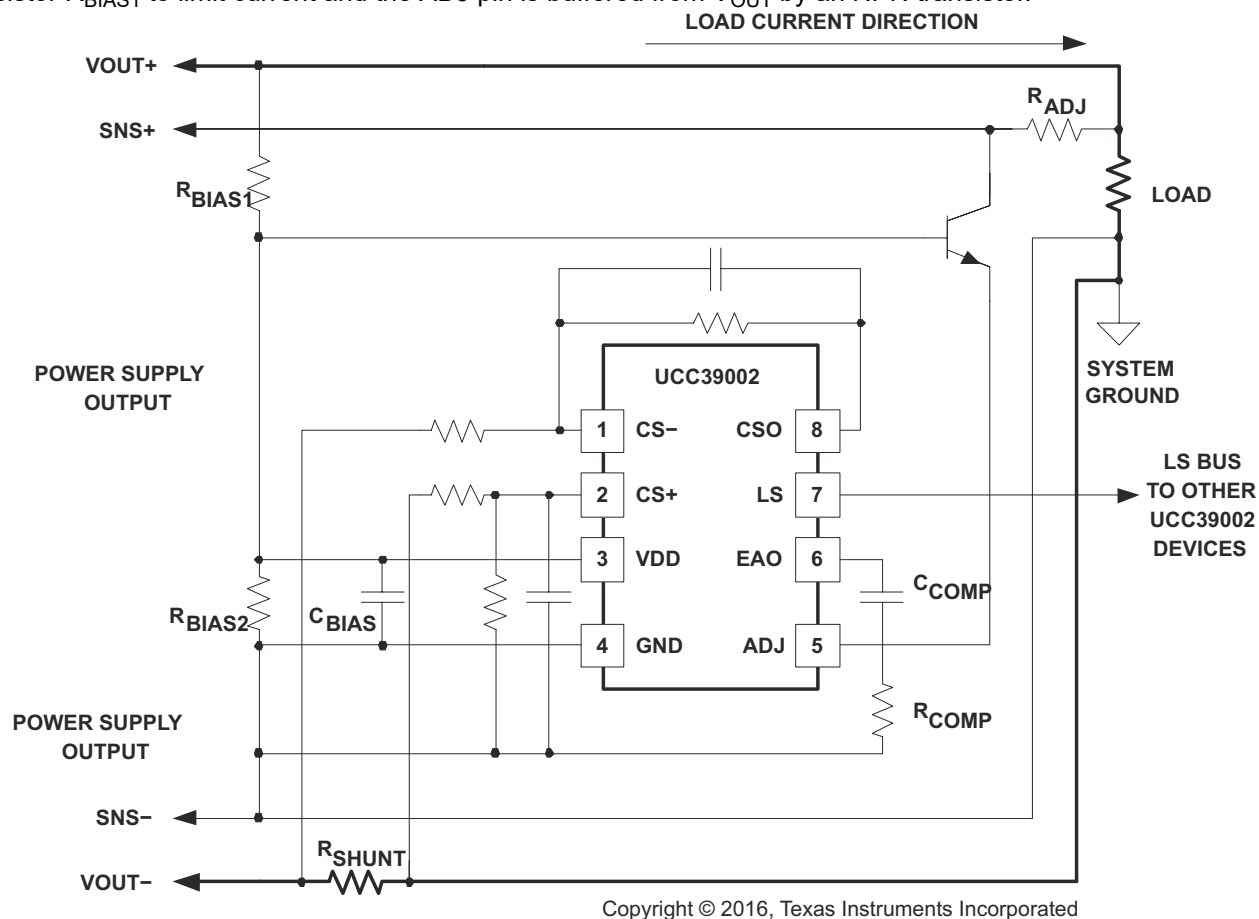 LOAD CURRENT DIRECTION
VOUT+
SNS+
RADJ
RBIAS1
LOAD
POWER SUPPLY
OUTPUT
UCC39002
SYSTEM
GROUND
1 CS−
CSO 8
2 CS+
LS 7
LS BUS
TO OTHER
UCC39002
DEVICES
3 VDD
EAO 6
RBIAS2
CBIAS
CCOMP
4 GND
ADJ 5
RCOMP
POWER SUPPLY
OUTPUT
SNS−
RSHUNT
VOUT−
Copyright © 2016, Texas Instruments Incorporated